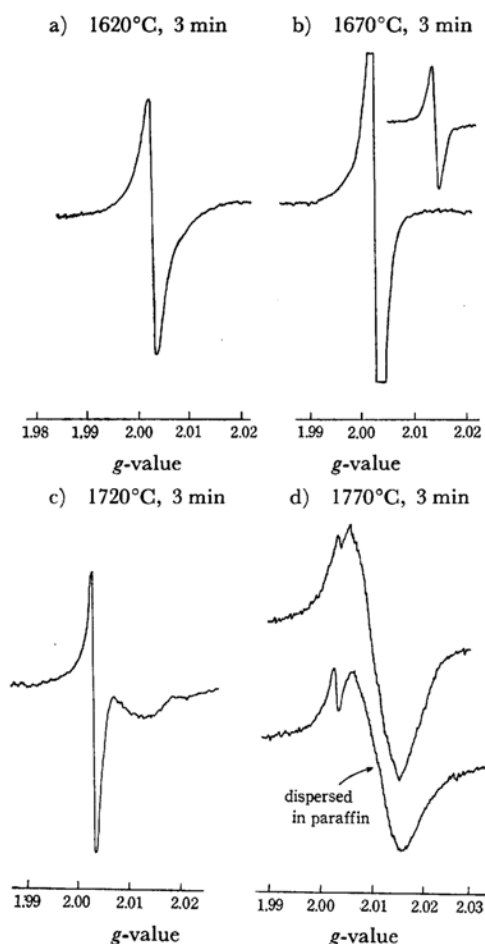 a) 1620°C, 3 min
b) 1670°C, 3 min
1.98 1.99 2.00 2.01 2.02
g-value
1.99 2.00 2.01 2.02
g-value
c) 1720°C, 3 min
d) 1770°C, 3 min
dispersed
in paraffin
1.99 2.00 2.01 2.02
g-value
1.99 2.00 2.01 2.02 2.03
g-value